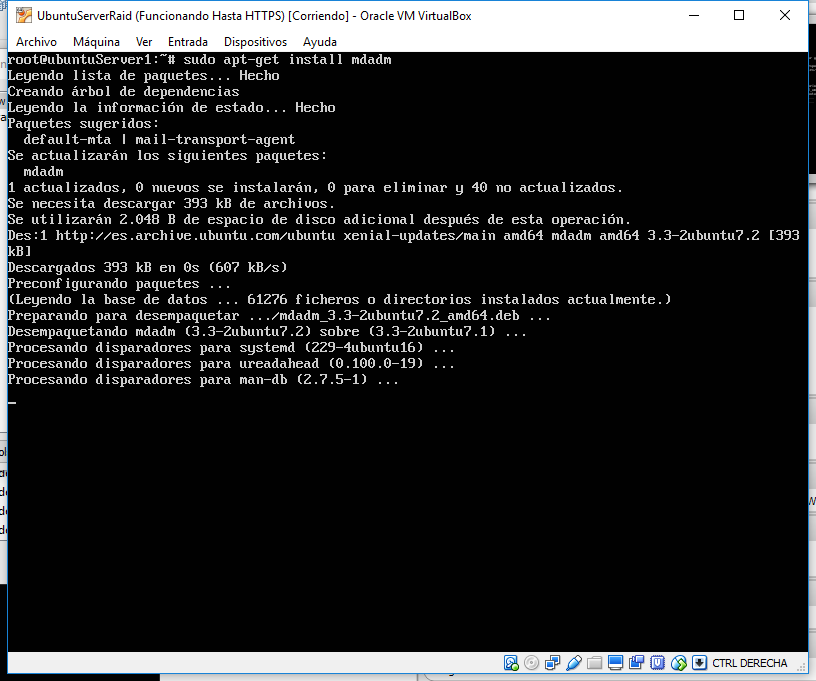 UbuntuServerRaid (Funcionando Hasta HTTPS) [Corriendo] - Oracle VM VirtualBox
Archivo Máquina Ver Entrada Dispositivos Ayuda
root@ubuntuServer1:~# sudo apt-get install mdadm
Leyendo lista de paquetes... Hecho
Creando árbol de dependencias
Leyendo la información de estado... Hecho
Paquetes sugeridos:
default-mta | mail-transport-agent
Se actualizarán los siguientes paquetes:
mdadm
1 actualizados, 0 nuevos se instalarán, 0 para eliminar y 40 no actualizados.
Se necesita descargar 393 kB de archivos.
Se utilizarán 2.048 B de espacio de disco adicional después de esta operación.
Des:1 http://es.archive.ubuntu.com/ubuntu xenial-updates/main amd64 mdadm amd64 3.3-2ubuntu7.2 [393
kB]
Descargados 393 kB en 0s (607 kB/s)
Preconfigurando paquetes ...
(Leyendo la base de datos ... 61276 ficheros o directorios instalados actualmente.)
Preparando para desempaquetar .../mdadm_3.3-2ubuntu7.2_amd64.deb ...
Desempaquetando mdadm (3.3-2ubuntu7.2) sobre (3.3-2ubuntu7.1) ...
Procesando disparadores para systemd (229-4ubuntu16) ...
Procesando disparadores para ureadahead (0.100.0-19) ...
Procesando disparadores para man-db (2.7.5-1) ...
CTRL DERECHA